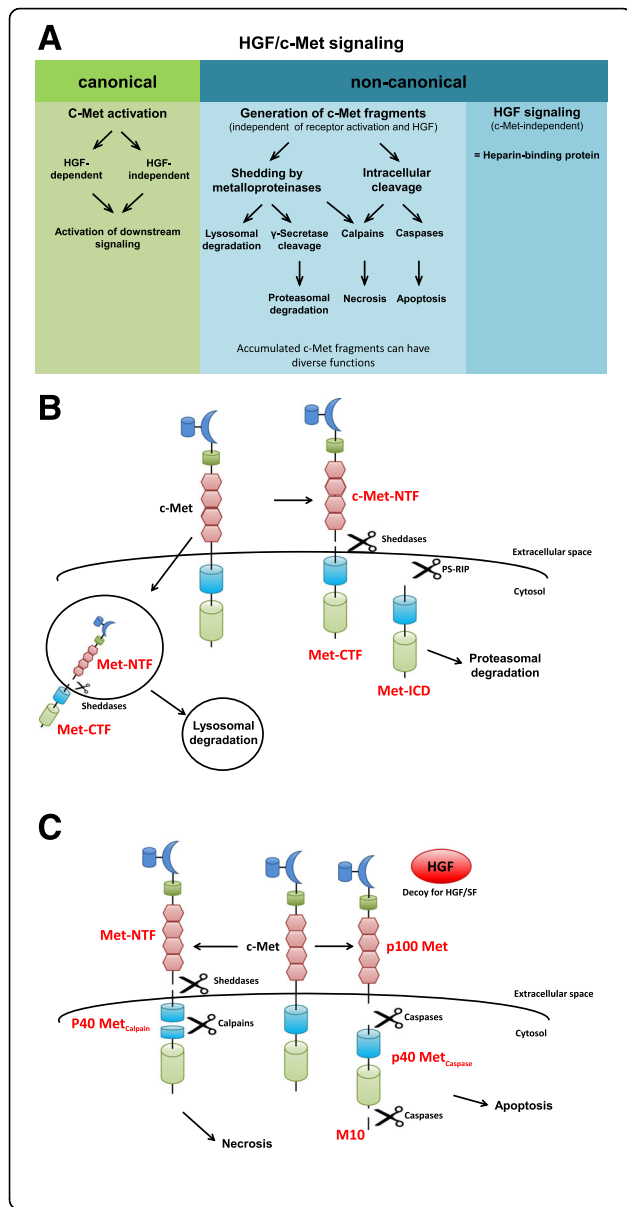 A
HGF/c-Met signaling
canonical
non-canonical
C-Met activation
HGF-
dependent
HGF-
independent
Activation of downstream
signaling
Generation of c-Met fragments
(independent of receptor activation and HGF)
Shedding by
metalloproteinases
Intracellular
cleavage
Lysosomal
degradation
γ-Secretase
cleavage
Calpains
Caspases
Proteasomal
degradation
Necrosis
Apoptosis
Accumulated c-Met fragments can have
diverse functions
HGF signaling
(c-Met-independent)
= Heparin-binding protein
B
c-Met
c-Met-NTF
Sheddases
Extracellular space
PS-RIP
Cytosol
Met-NTF
Sheddases
Met-CTF
Met-CTF
Met-ICD
Proteasomal
degradation
Lysosomal
degradation
C
HGF
Decoy for HGF/SF
Met-NTF
c-Met
p100 Met
Sheddases
Extracellular space
P40 MetCalpain
Calpains
Caspases
Cytosol
p40 MetCaspase
Apoptosis
Caspases
M10
Necrosis